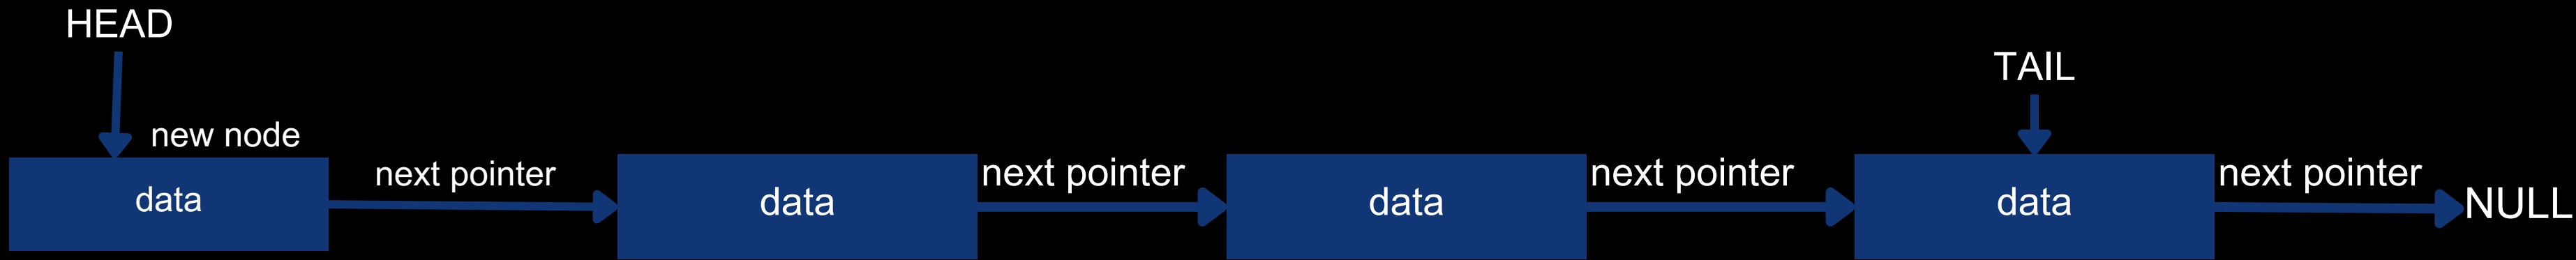 HEAD
TAIL
new node
next pointer
next pointer
next pointer
next pointer
data
data
data
data
NULL